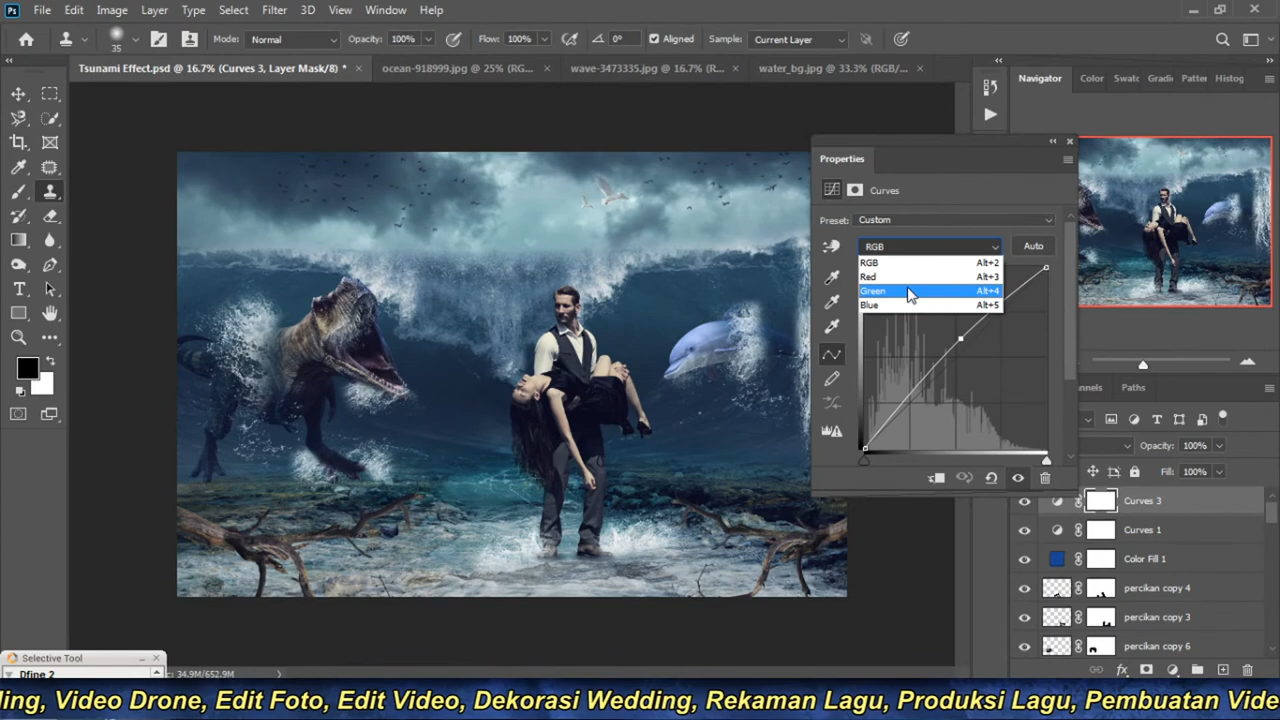 Ps File Edit Image Layer Type Select Filter 3D View Window Help
35 Mode: Normal Opacity: 100% Flow: 100% 0° Aligned Sample: Current Layer
Tsunami Effect.psd @ 16.7% (Curves 3, Layer Mask/8) * ocean-918999.jpg @ 25% (RG... wave-3473335.jpg @ 16.7% (R... water_bg.jpg @ 33.3% (RGB/...
Navigator Color Swatc Gradi Patter Histog
Properties
Curves
Preset: Custom
RGB Auto
RGB Alt+2
Red Alt+3
Green Alt+4
Blue Alt+5
Paths
Opacity: 100%
Fill: 100%
Curves 3
Curves 1
Color Fill 1
percikan copy 4
percikan copy 3
percikan copy 6
Selective Tool
Dfine 2
34.9M/652.9M
Video Drone, Edit Foto, Edit Video, Dekorasi Wedding, Rekaman Lagu, Produksi Lagu, Pembuatan Vide